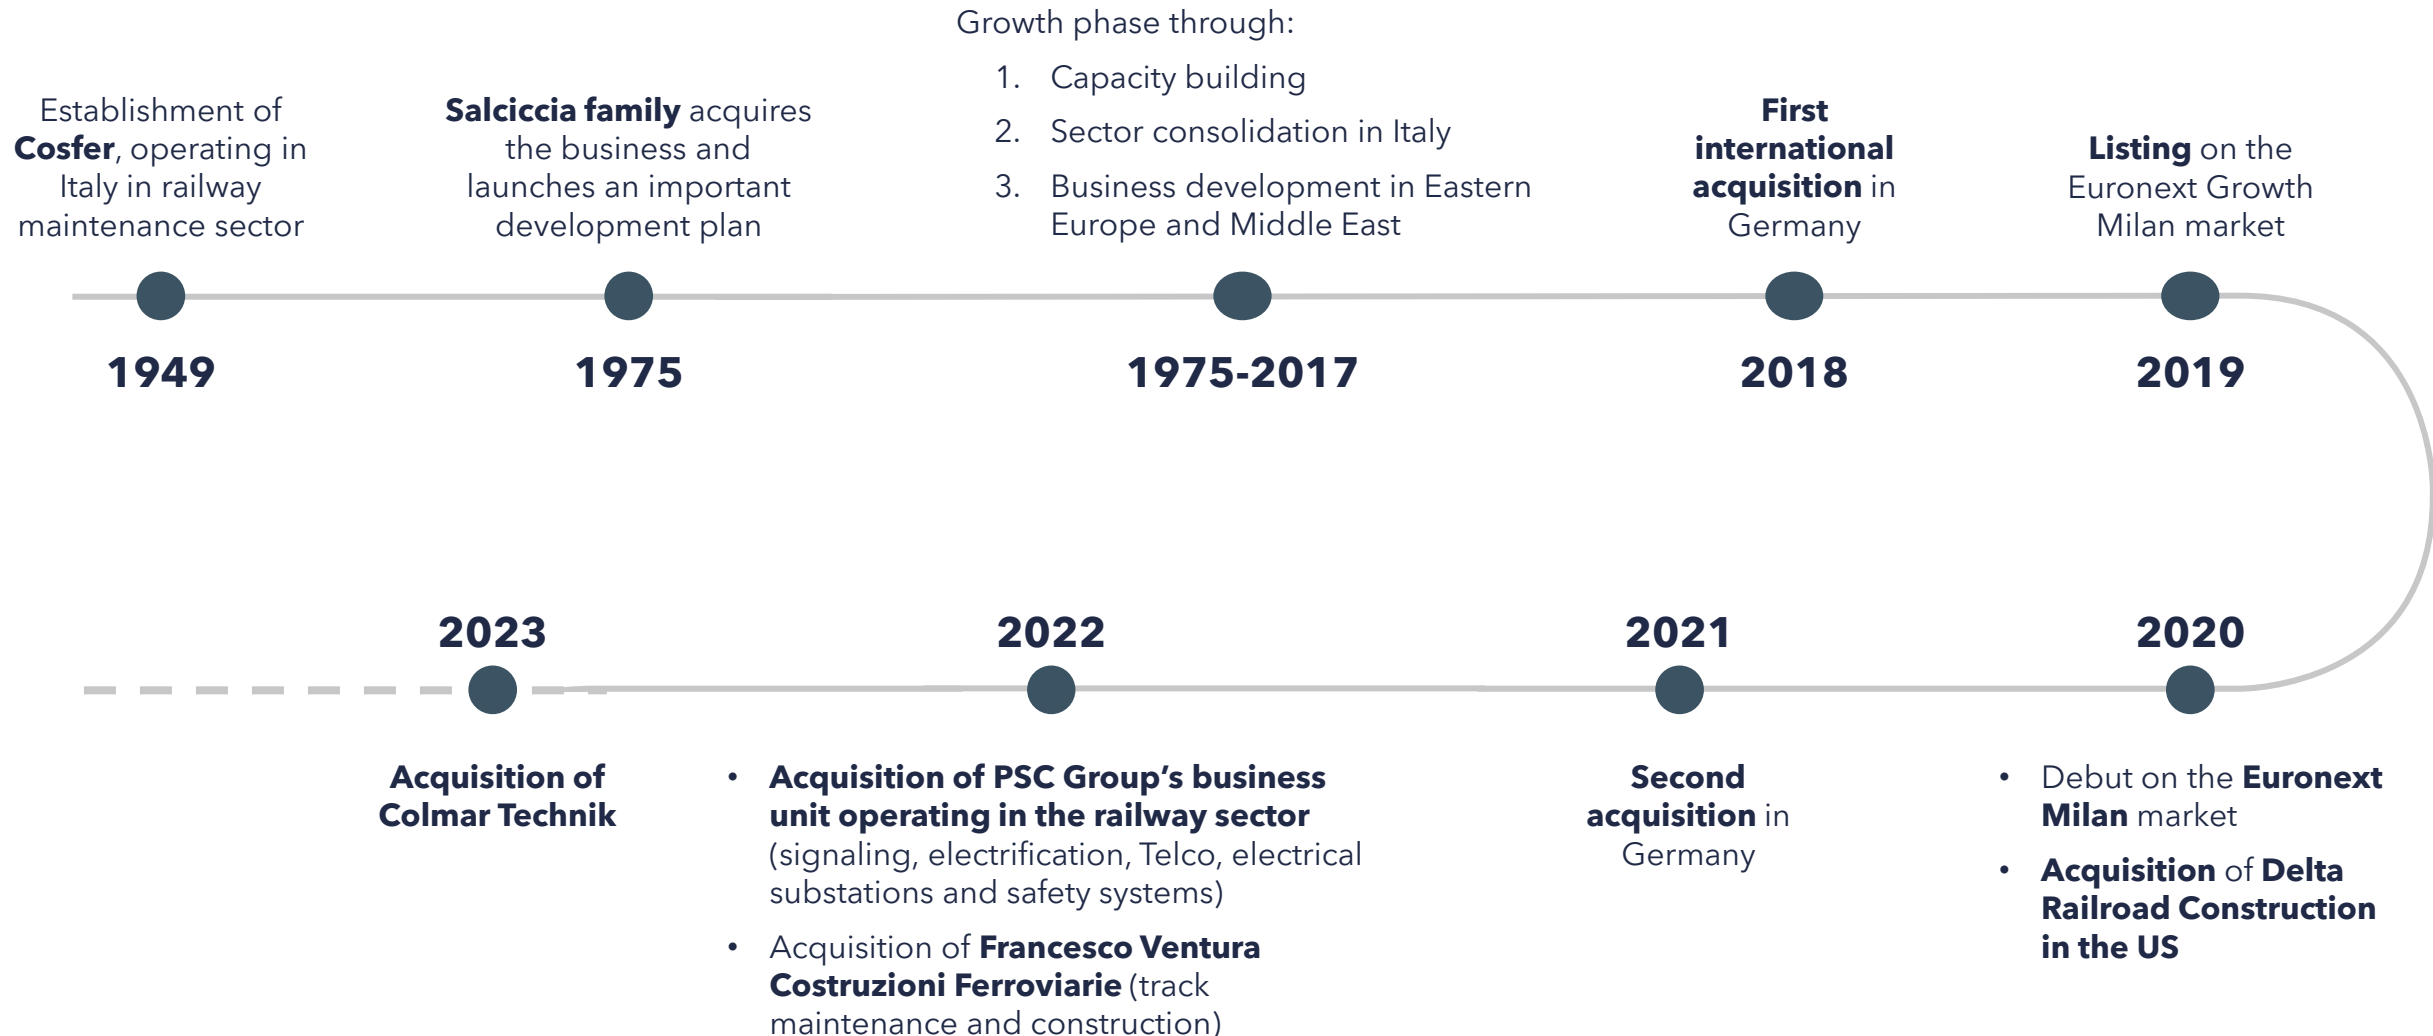 Establishment of
Cosfer, operating in
Italy in railway
maintenance sector
1949
Salciccia family acquires
the business and
launches an important
development plan
1975
Growth phase through:
1. Capacity building
2. Sector consolidation in Italy
3. Business development in Eastern
Europe and Middle East
1975-2017
First
international
acquisition in
Germany
2018
Listing on the
Euronext Growth
Milan market
2019
2020
• Debut on the Euronext
Milan market
• Acquisition of Delta
Railroad Construction
in the US
2021
Second
acquisition in
Germany
2022
• Acquisition of PSC Group’s business
unit operating in the railway sector
(signaling, electrification, Telco, electrical
substations and safety systems)
• Acquisition of Francesco Ventura
Costruzioni Ferroviarie (track
maintenance and construction)
2023
Acquisition of
Colmar Technik